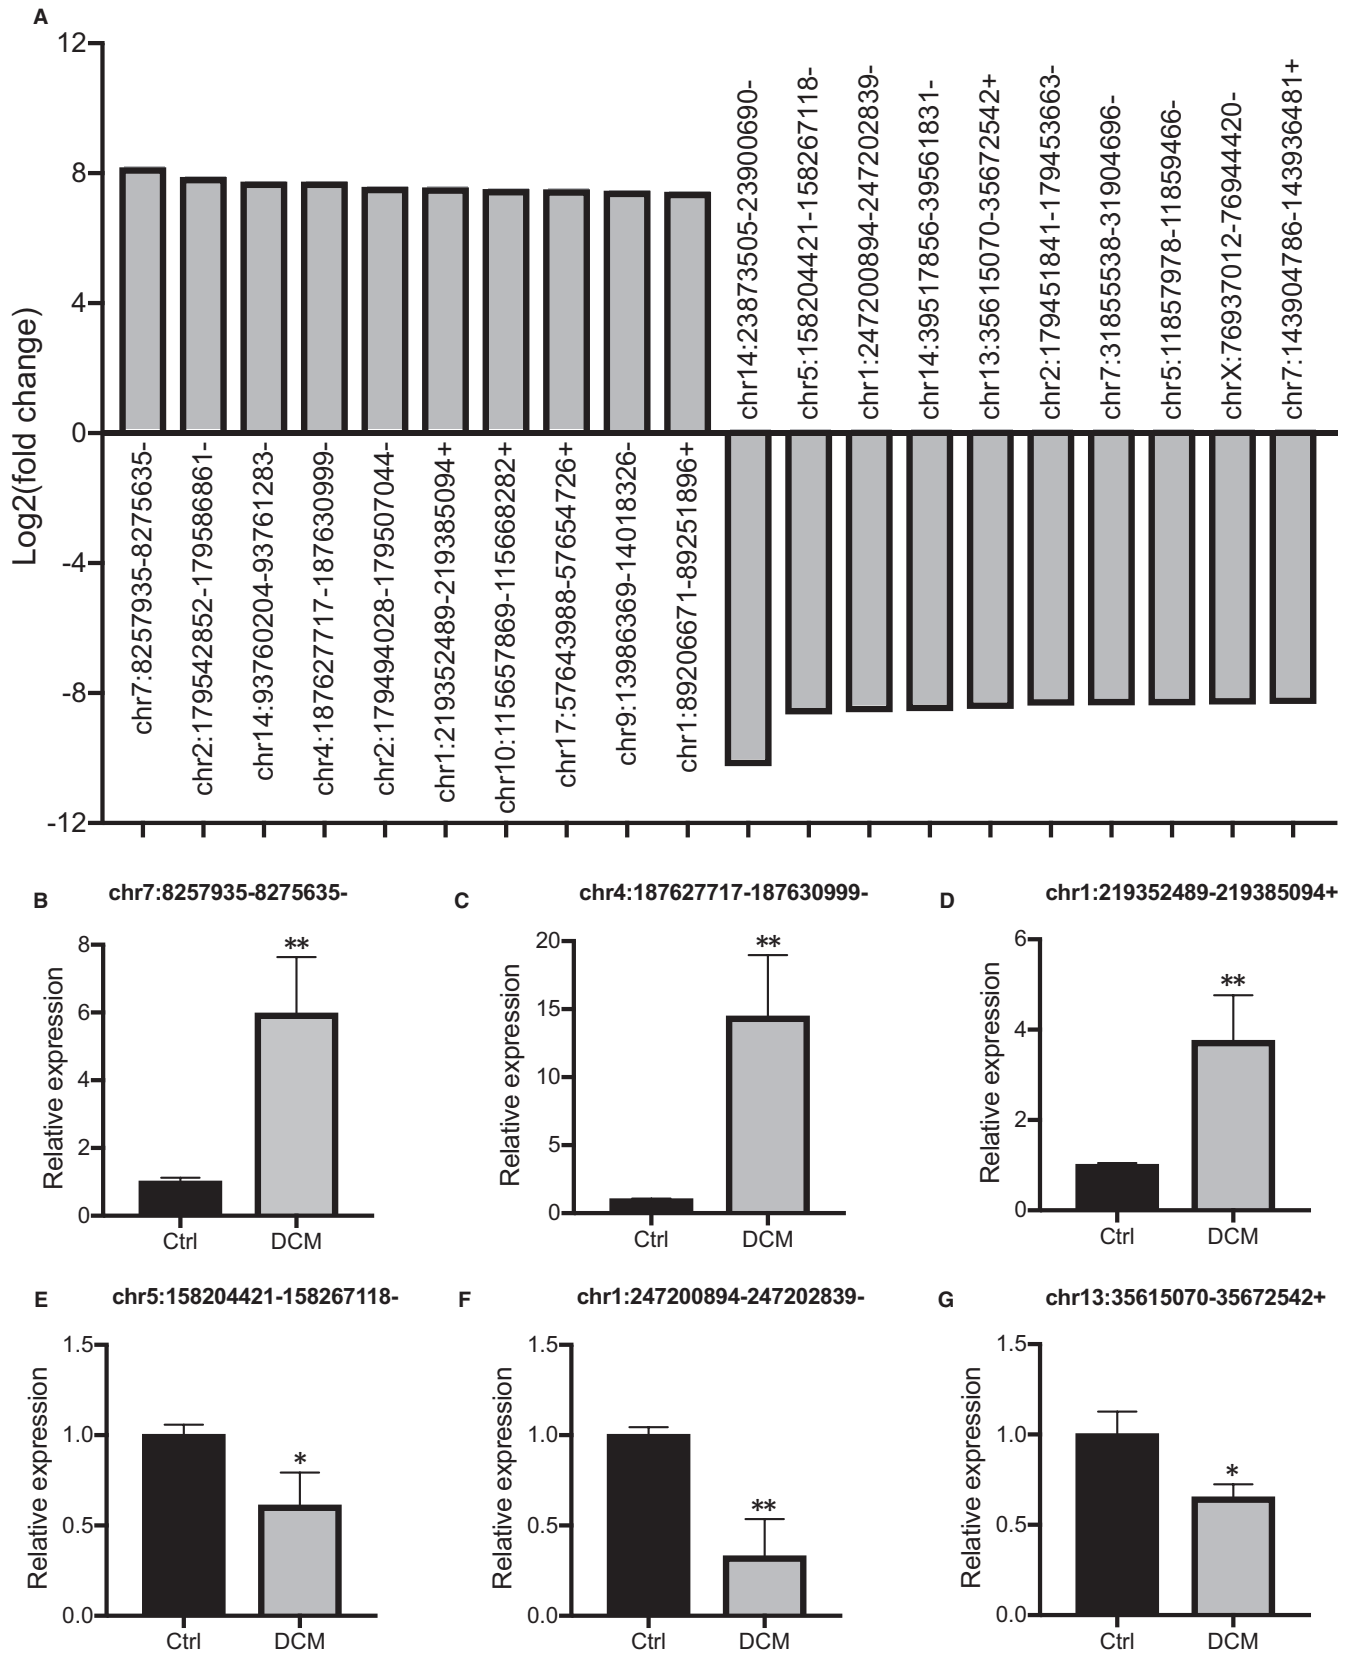 A
Log2(fold change)
12
8
4
0
-4
-8
-12
chr7:8257935-8275635-
chr2:179542852-179586861-
chr14:93760204-93761283-
chr4:187627717-187630999-
chr2:179494028-179507044-
chr1:219352489-219385094+
chr10:115657869-115668282+
chr17:57643988-57654726+
chr9:13986369-14018326-
chr1:89206671-892518​96+
chr14:23873505-23900690-
chr5:158204421-158267118-
chr1:247200894-247202839-
chr14:39517856-39561831-
chr13:35615070-35672542+
chr2:179451841-179453663-
chr7:31855538-31904696-
chr5:11857978-11859466-
chrX:76937012-76944420-
chr7:143904786-143936481+
B
chr7:8257935-8275635-
Relative expression
8
6
4
2
0
**
Ctrl
DCM
C
chr4:187627717-187630999-
Relative expression
20
15
10
5
0
**
Ctrl
DCM
D
chr1:219352489-219385094+
Relative expression
6
4
2
0
**
Ctrl
DCM
E
chr5:158204421-158267118-
Relative expression
1.5
1.0
0.5
0.0
*
Ctrl
DCM
F
chr1:247200894-247202839-
Relative expression
1.5
1.0
0.5
0.0
**
Ctrl
DCM
G
chr13:35615070-35672542+
Relative expression
1.5
1.0
0.5
0.0
*
Ctrl
DCM